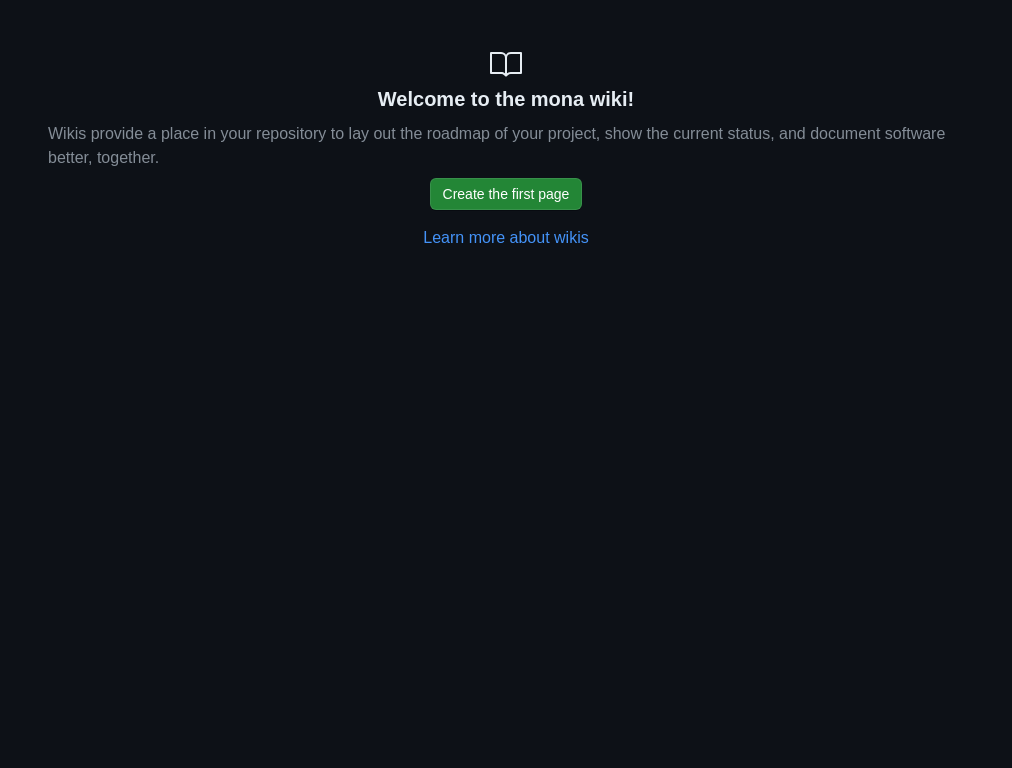 Welcome to the mona wiki!
Wikis provide a place in your repository to lay out the roadmap of your project, show the current status, and document software
better, together.
Create the first page
Learn more about wikis